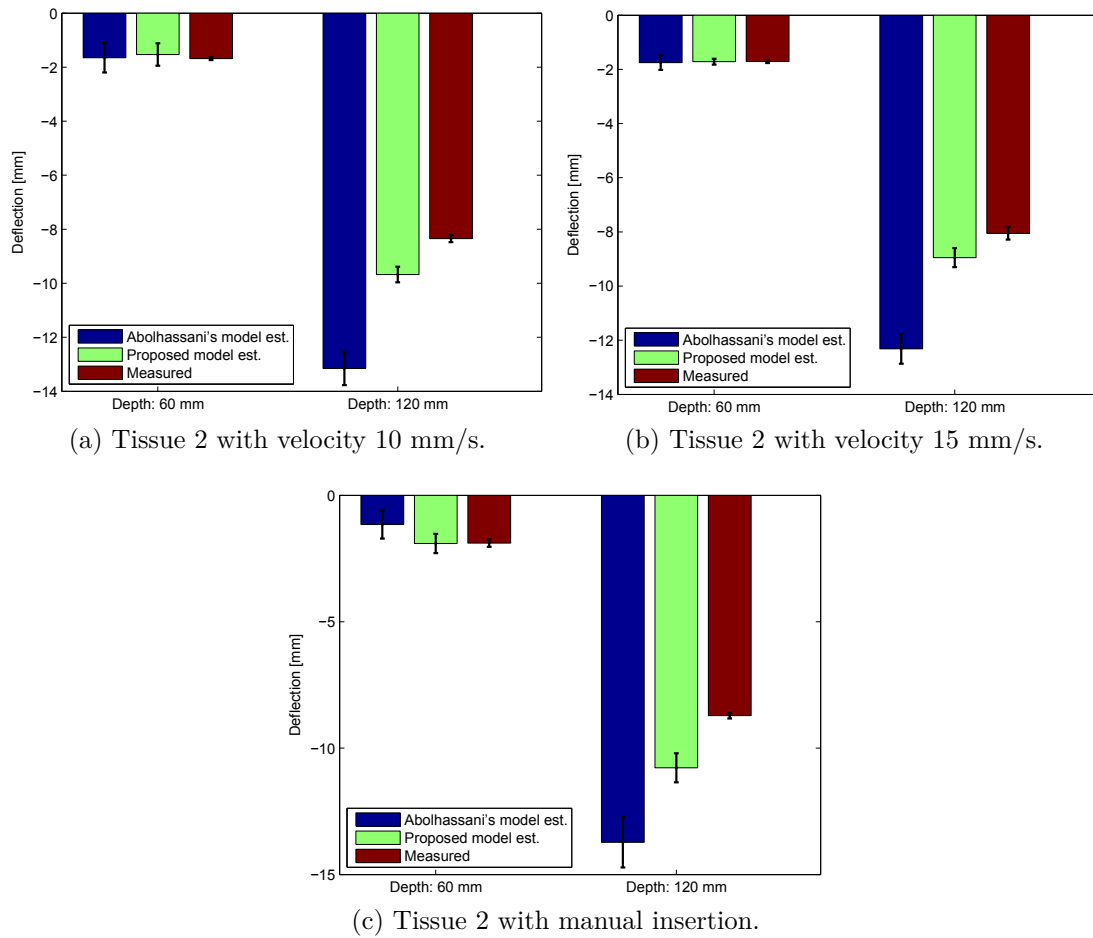 0
−2
−4
−6
−8
−10
−12
−14
Deflection [mm]
Abolhassani's model est.
Proposed model est.
Measured
Depth: 60 mm
Depth: 120 mm
(a) Tissue 2 with velocity 10 mm/s.
0
−2
−4
−6
−8
−10
−12
−14
Deflection [mm]
Abolhassani's model est.
Proposed model est.
Measured
Depth: 60 mm
Depth: 120 mm
(b) Tissue 2 with velocity 15 mm/s.
0
−5
−10
−15
Deflection [mm]
Abolhassani's model est.
Proposed model est.
Measured
Depth: 60 mm
Depth: 120 mm
(c) Tissue 2 with manual insertion.